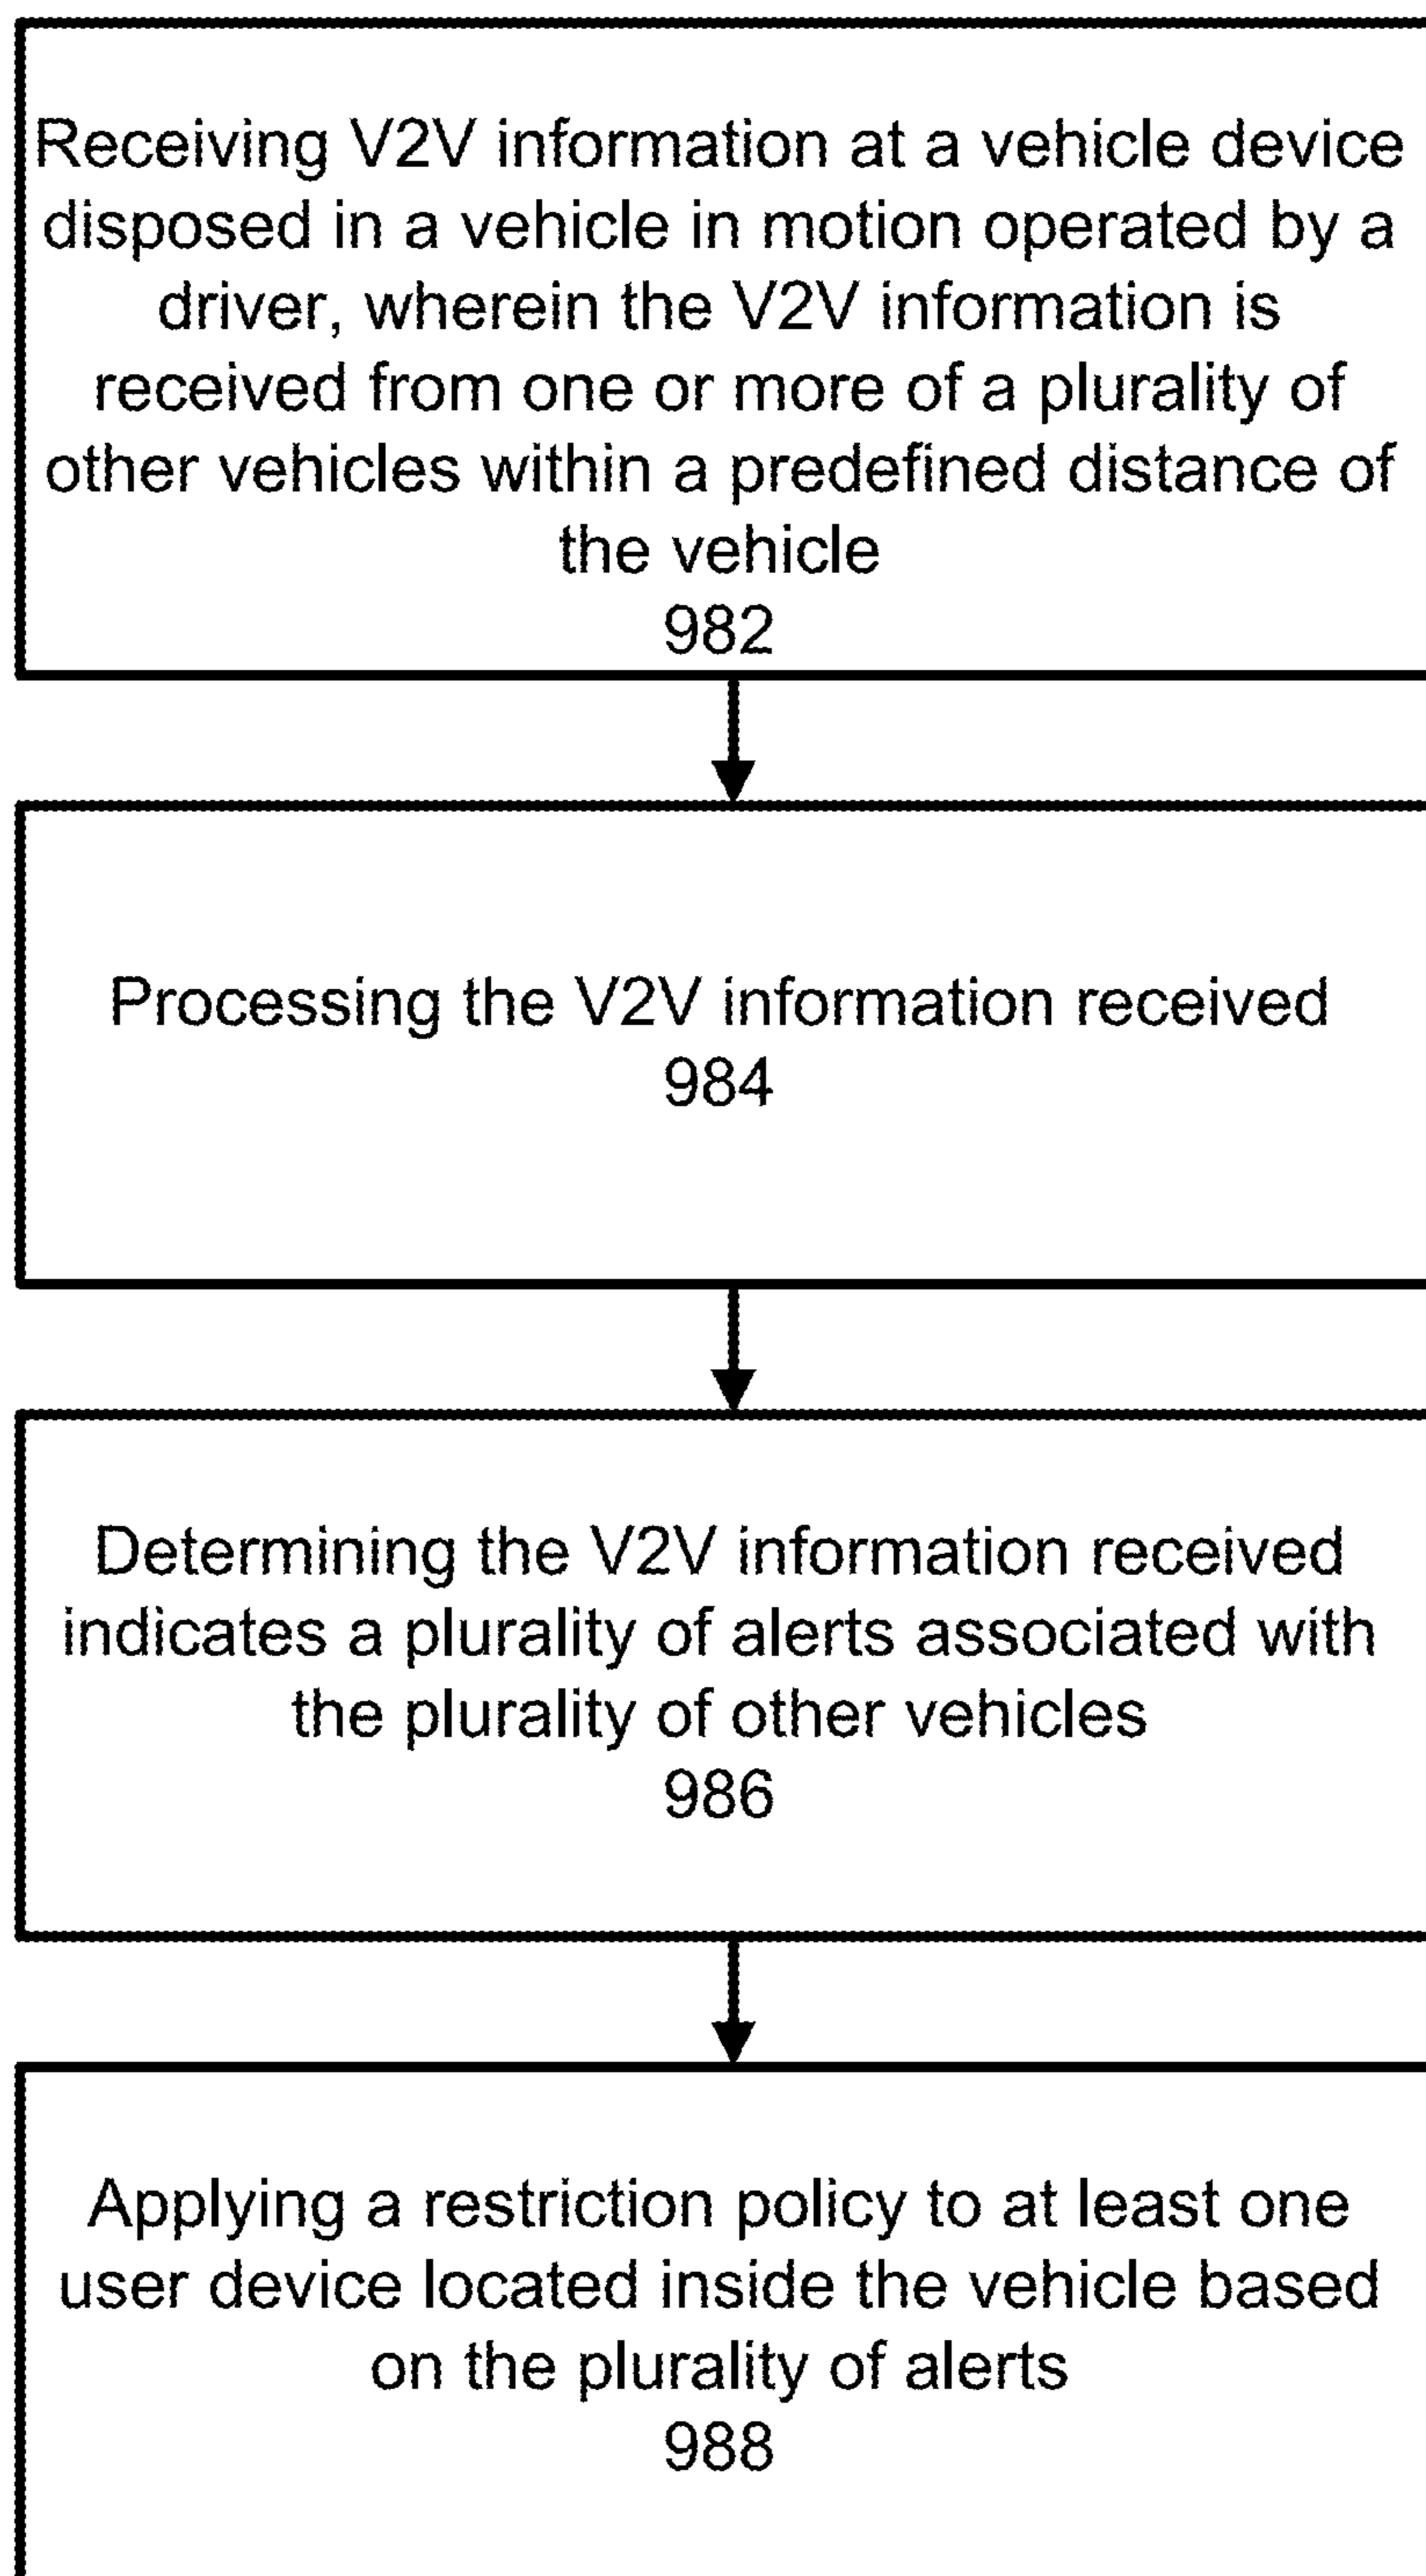 Receiving V2V information at a vehicle device
disposed in a vehicle in motion operated by a
driver, wherein the V2V information is
received from one or more of a plurality of
other vehicles within a predefined distance of
the vehicle
982
Processing the V2V information received
984
Determining the V2V information received
indicates a plurality of alerts associated with
the plurality of other vehicles
986
Applying a restriction policy to at least one
user device located inside the vehicle based
on the plurality of alerts
988